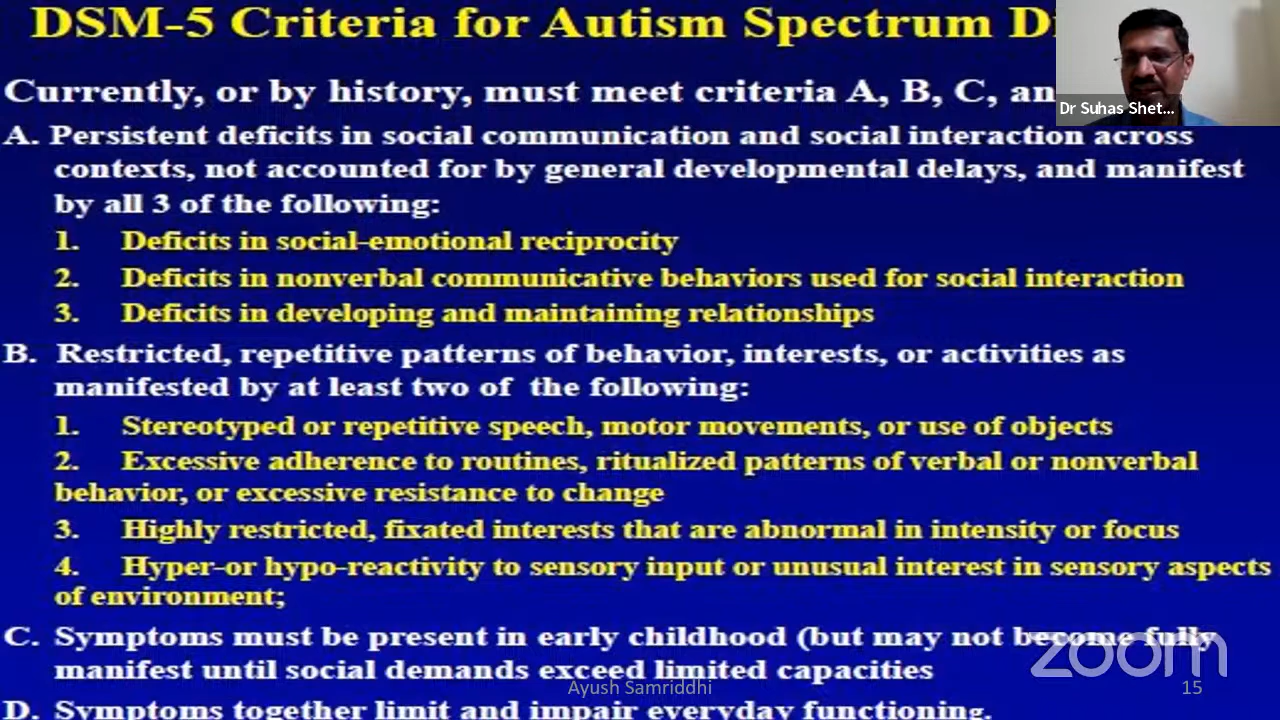 DSM-5 Criteria for Autism Spectrum
Currently, or by history, must meet criteria A, B, C,
Dr Suhas Shet...
A. Persistent deficits in social communication and social interaction across
contexts, not accounted for by general developmental delays, and manifest
by all 3 of the following:
1. Deficits in social-emotional reciprocity
2. Deficits in nonverbal communicative behaviors used for social interaction
3. Deficits in developing and maintaining relationships
B. Restricted, repetitive patterns of behavior, interests, or activities as
manifested by at least two of the following:
1. Stereotyped or repetitive speech, motor movements, or use of objects
2. Excessive adherence to routines, ritualized patterns of verbal or nonverbal
behavior, or excessive resistance to change
3. Highly restricted, fixated interests that are abnormal in intensity or focus
4. Hyper-or hypo-reactivity to sensory input or unusual interest in sensory aspects
of environment;
C. Symptoms must be present in early childhood (but may not become fully
zoom
manifest until social demands exceed limited capacities
Ayush Samriddhi
15
D. Symptoms together limit and impair everyday functioning.